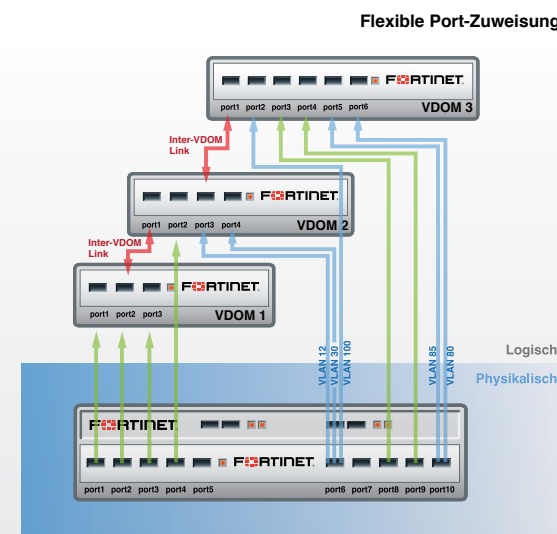 Flexible Port-Zuweisung
FORTINET
port1 port2 port3 port4 port5 port6
VDOM 3
Inter-VDOM
Link
FORTINET
port1 port2 port3 port4
VDOM 2
Inter-VDOM
Link
FORTINET
port1 port2 port3
VDOM 1
VLAN 12
VLAN 30
VLAN 100
VLAN 85
VLAN 80
Logisch
Physikalisch
FORTINET
FORTINET
port1 port2 port3 port4 port5 port6 port7 port8 port9 port10